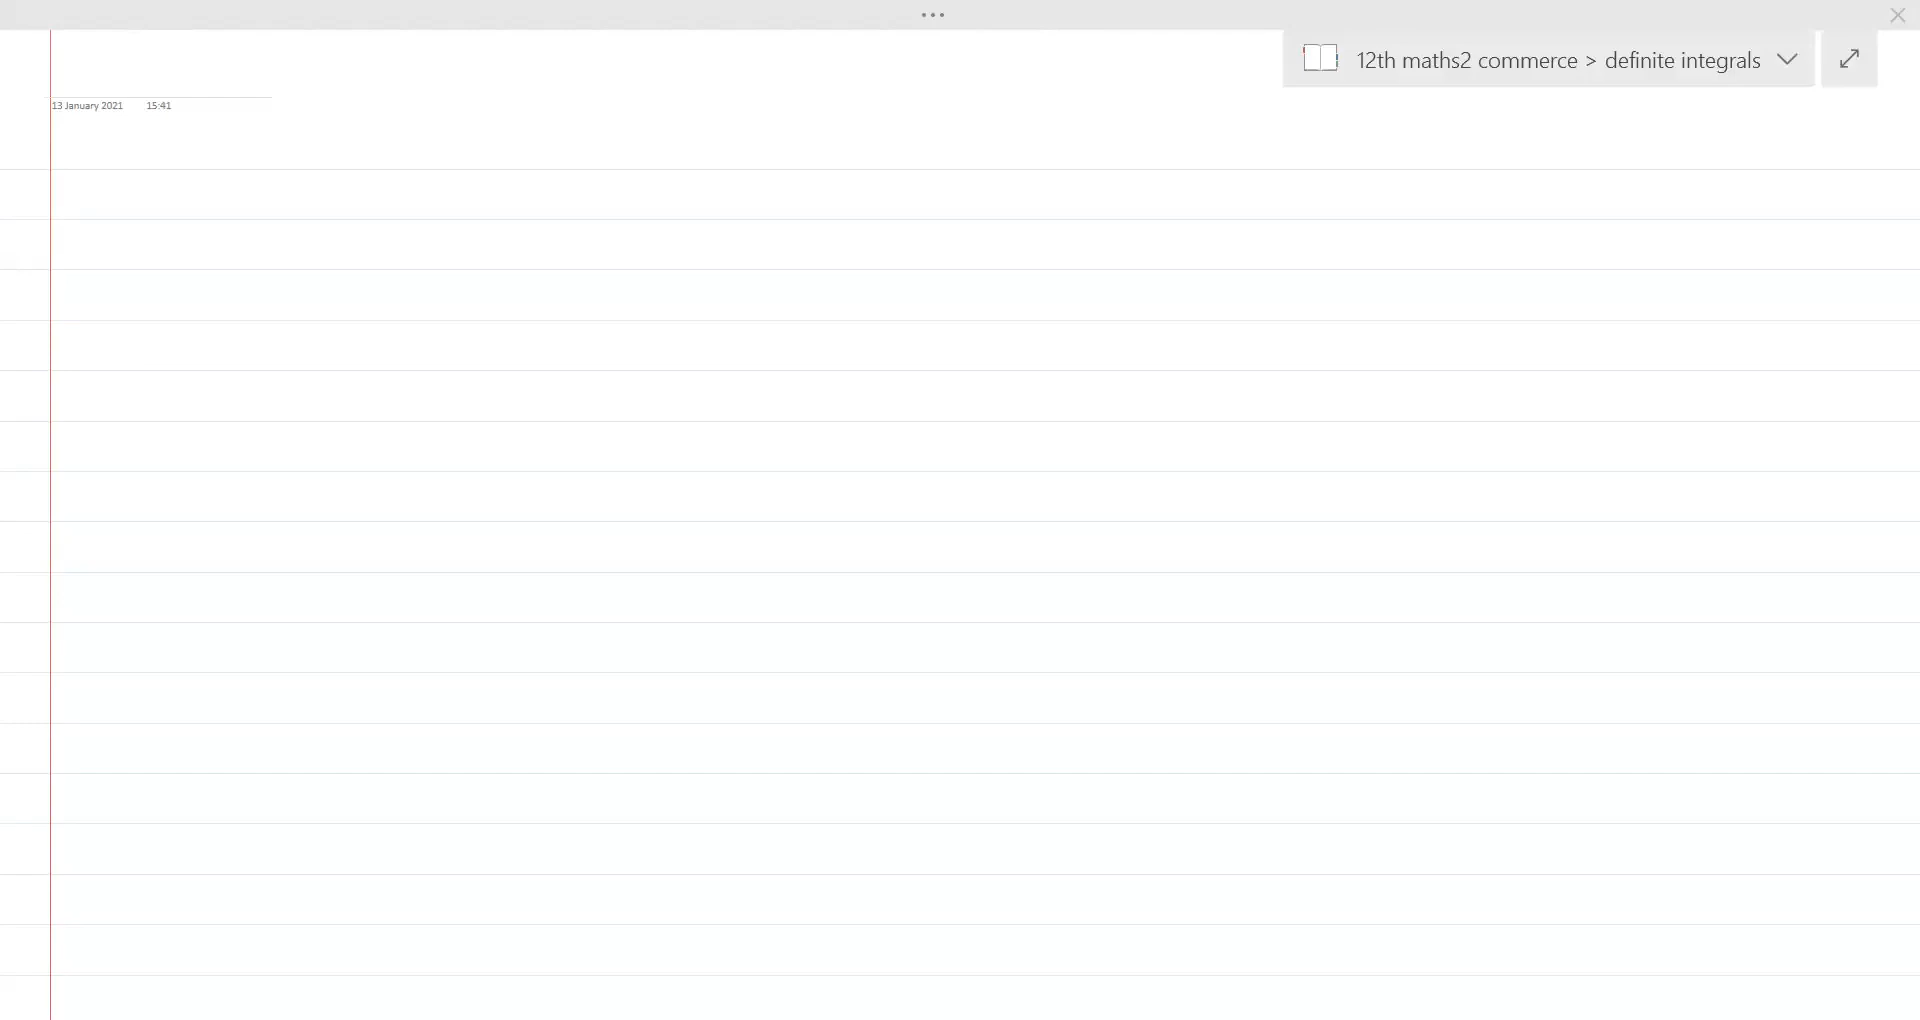 12th maths2 commerce > definite integrals
13 January 2021 15:41